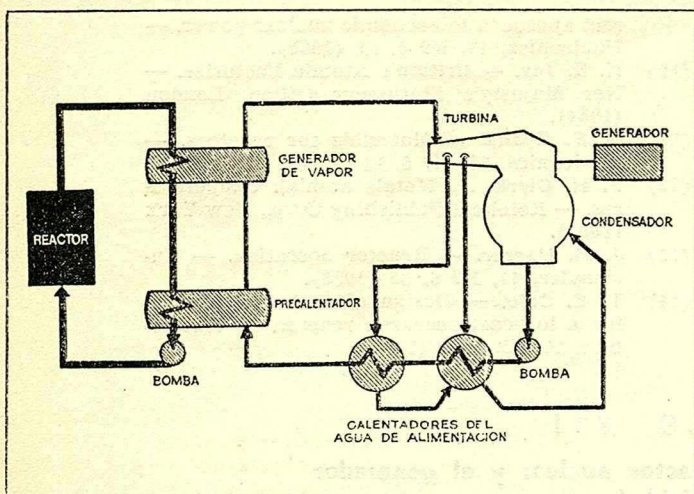 TURBINA
GENERADOR
GENERADOR
DE VAPOR
CONDENSADOR
REACTOR
PRECALENTADOR
BOMBA
BOMBA
CALENTADORES DEL
AGUA DE ALIMENTACION